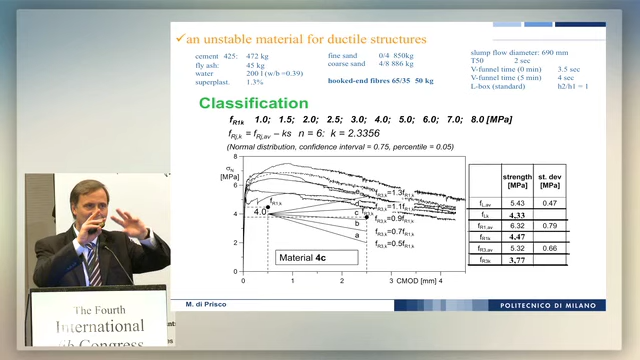 ✓an unstable material for ductile structures
cement 425: 472 kg
fly ash: 45 kg
water 200 l (w/b =0.39)
superplast. 1.3%
fine sand 0/4 850kg
coarse sand 4/8 886 kg
hooked-end fibres 65/35 50 kg
slump flow diameter: 690 mm
T50 2 sec
V-funnel time (0 min) 3.5 sec
V-funnel time (5 min) 4 sec
L-box (standard) h2/h1 = 1
Classification
fR1k 1.0; 1.5; 2.0; 2.5; 3.0; 4.0; 5.0; 6.0; 7.0; 8.0 [MPa]
fRj,k = fRj,av – ks n = 6; k = 2.3356
(Normal distribution, confidence interval = 0.75, percentile = 0.05)
σN
[MPa]
8
6
4
2
0
0 1 2 3 4
CMOD [mm]
fR1,k
4.0
e
c
b
a
fR3,k=1.3fR1,k
fR3,k=1.1fR1,k
fR3,k
fR3,k=0.9fR1,k
fR3,k=0.7fR1,k
fR3,k=0.5fR1,k
Material 4c
strength [MPa] st. dev [MPa]
fL,av 5.43 0.47
fLk 4,33
fR1,av 6.32 0.79
fR1k 4.47
fR3,av 5.32 0.66
fR3k 3,77
M. di Prisco
POLITECNICO DI MILANO
The Fourth
International
Congress